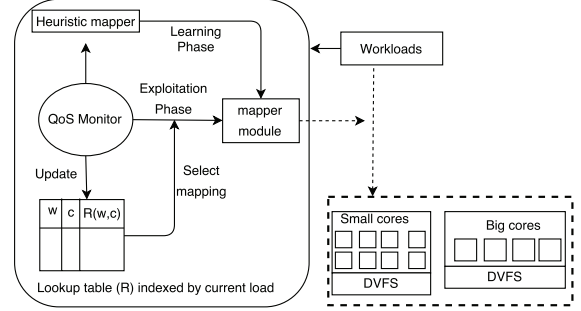 Heuristic mapper
Learning
Phase
Workloads
Exploitation
Phase
QoS Monitor
mapper
module
Update
Select
mapping
w c R(w,c)
Small cores
Big cores
DVFS
DVFS
Lookup table (R) indexed by current load